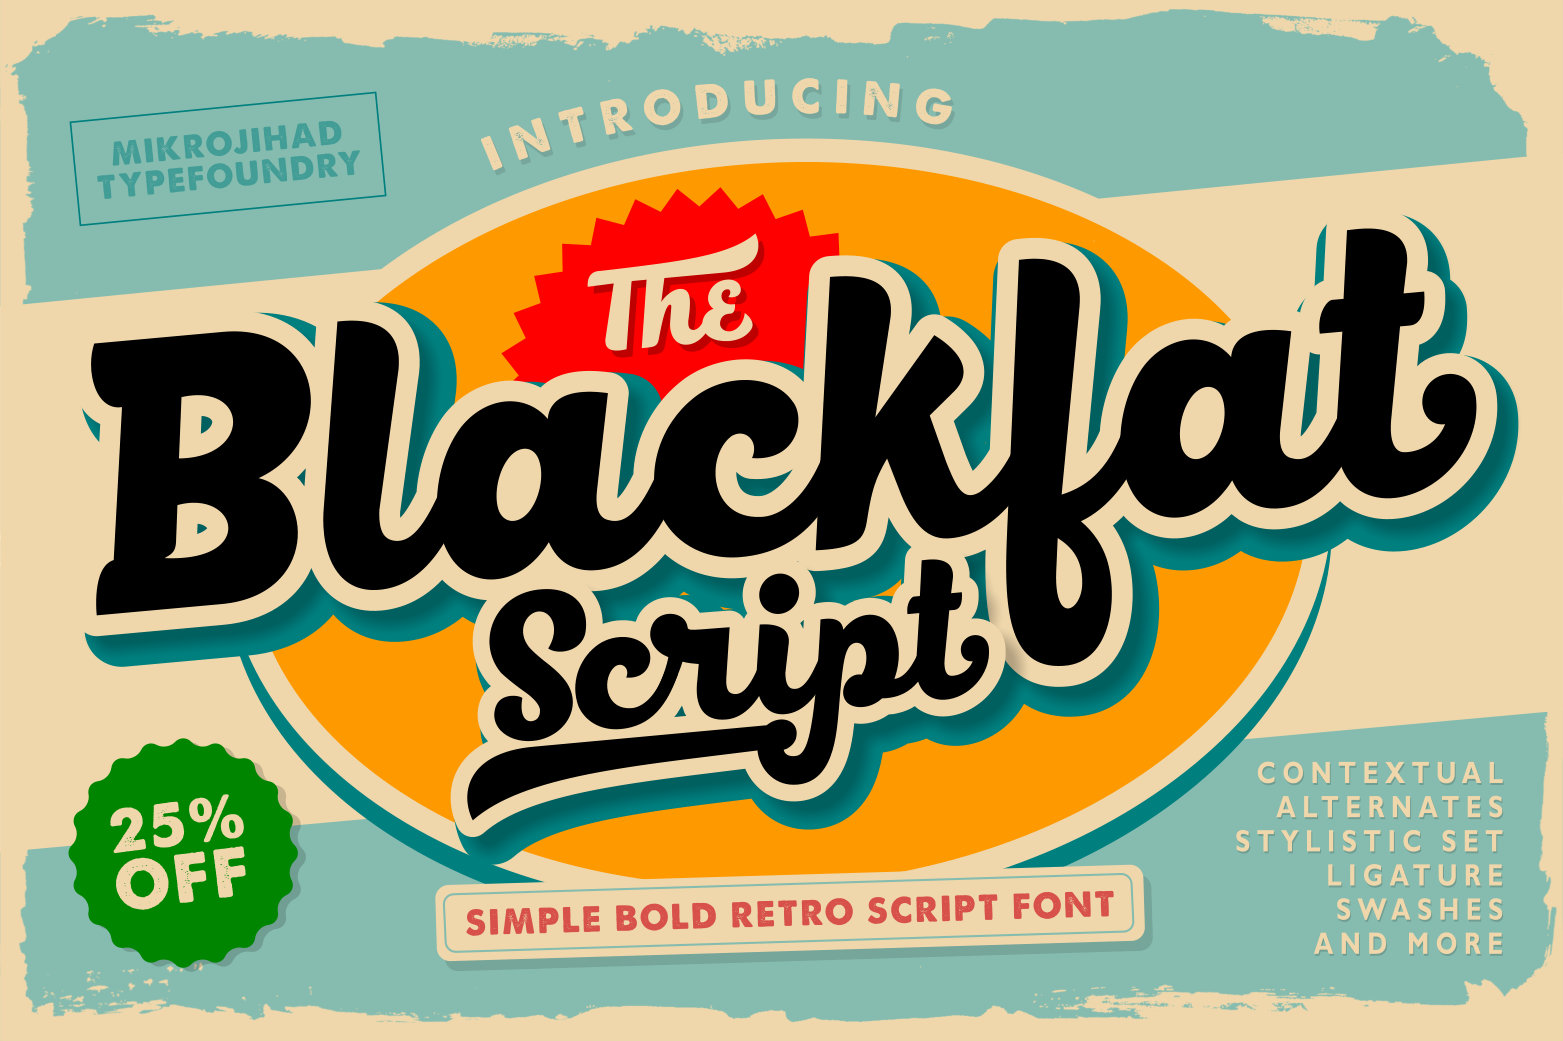 MIKROJIHAD
TYPEFOUNDRY
INTRODUCING
The
Blackfat
Script
25%
OFF
SIMPLE BOLD RETRO SCRIPT FONT
CONTEXTUAL
ALTERNATES
STYLISTIC SET
LIGATURE
SWASHES
AND MORE